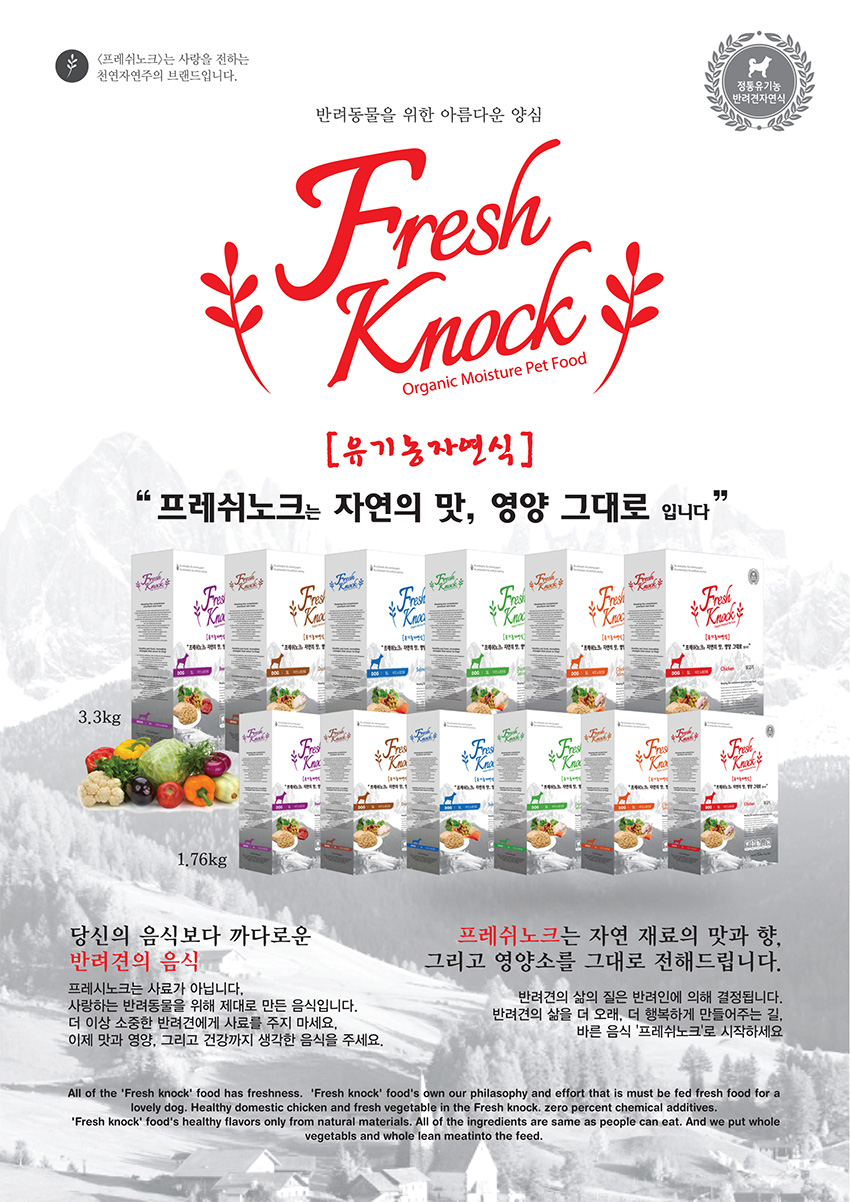 <프레쉬노크>는 사랑을 전하는
천연자연주의 브랜드입니다.
정통유기농
반려견자연식
반려동물을 위한 아름다운 양심
Fresh
Knock
Organic Moisture Pet Food
[유기농자연식]
“ 프레쉬노크는 자연의 맛, 영양 그대로 입니다 ”
3.3kg
1.76kg
당신의 음식보다 까다로운
반려견의 음식
프레시노크는 사료가 아닙니다,
사랑하는 반려동물을 위해 제대로 만든 음식입니다.
더 이상 소중한 반려견에게 사료를 주지 마세요,
이제 맛과 영양, 그리고 건강까지 생각한 음식을 주세요.
프레쉬노크는 자연 재료의 맛과 향,
그리고 영양소를 그대로 전해드립니다.
반려견의 삶의 질은 반려인에 의해 결정됩니다.
반려견의 삶을 더 오래, 더 행복하게 만들어주는 길,
바른 음식 '프레쉬노크'로 시작하세요
All of the 'Fresh knock' food has freshness. 'Fresh knock' food's own our philasophy and effort that is must be fed fresh food for a
lovely dog. Healthy domestic chicken and fresh vegetable in the Fresh knock. zero percent chemical additives.
'Fresh knock' food's healthy flavors only from natural materials. All of the ingredients are same as people can eat. And we put whole
vegetabls and whole lean meatinto the feed.